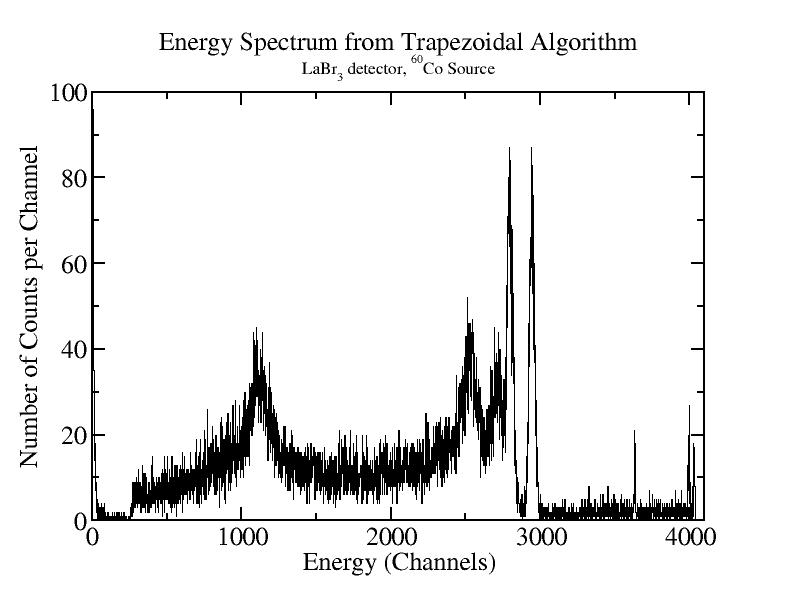 Energy Spectrum from Trapezoidal Algorithm
LaBr3 detector, 60Co Source
Number of Counts per Channel
100
80
60
40
20
0
0 1000 2000 3000 4000
Energy (Channels)